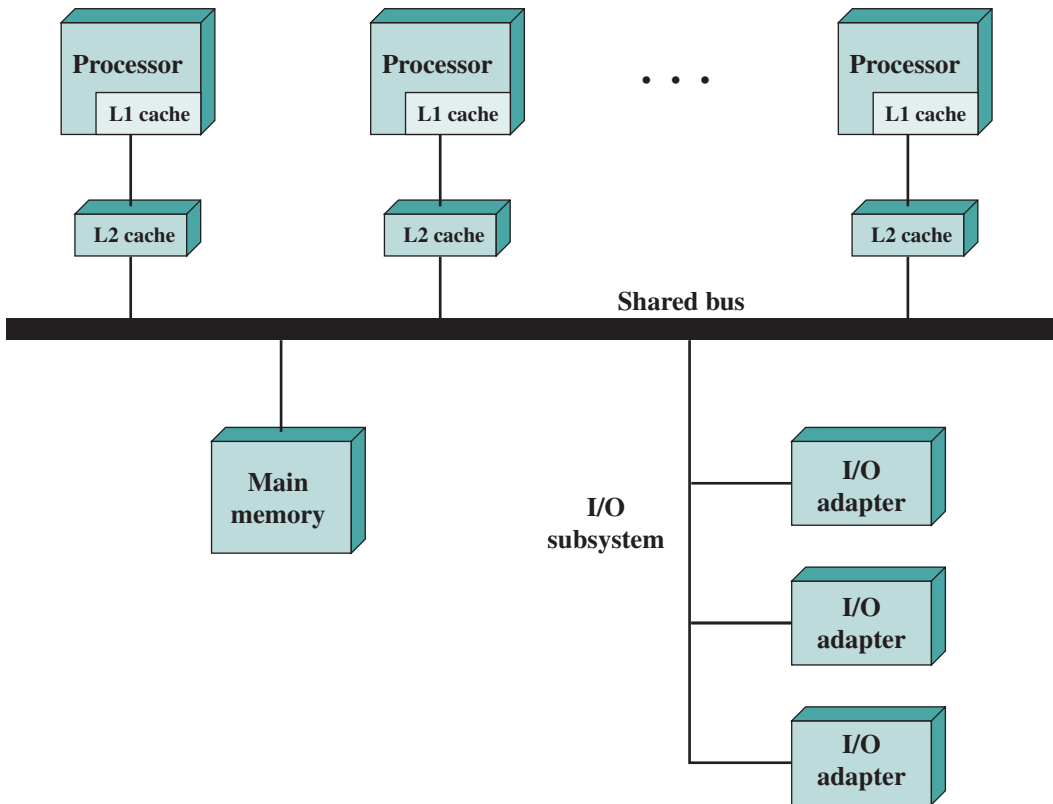 Processor
L1 cache
L2 cache
Processor
L1 cache
L2 cache
. . .
Processor
L1 cache
L2 cache
Shared bus
Main
memory
I/O
subsystem
I/O
adapter
I/O
adapter
I/O
adapter